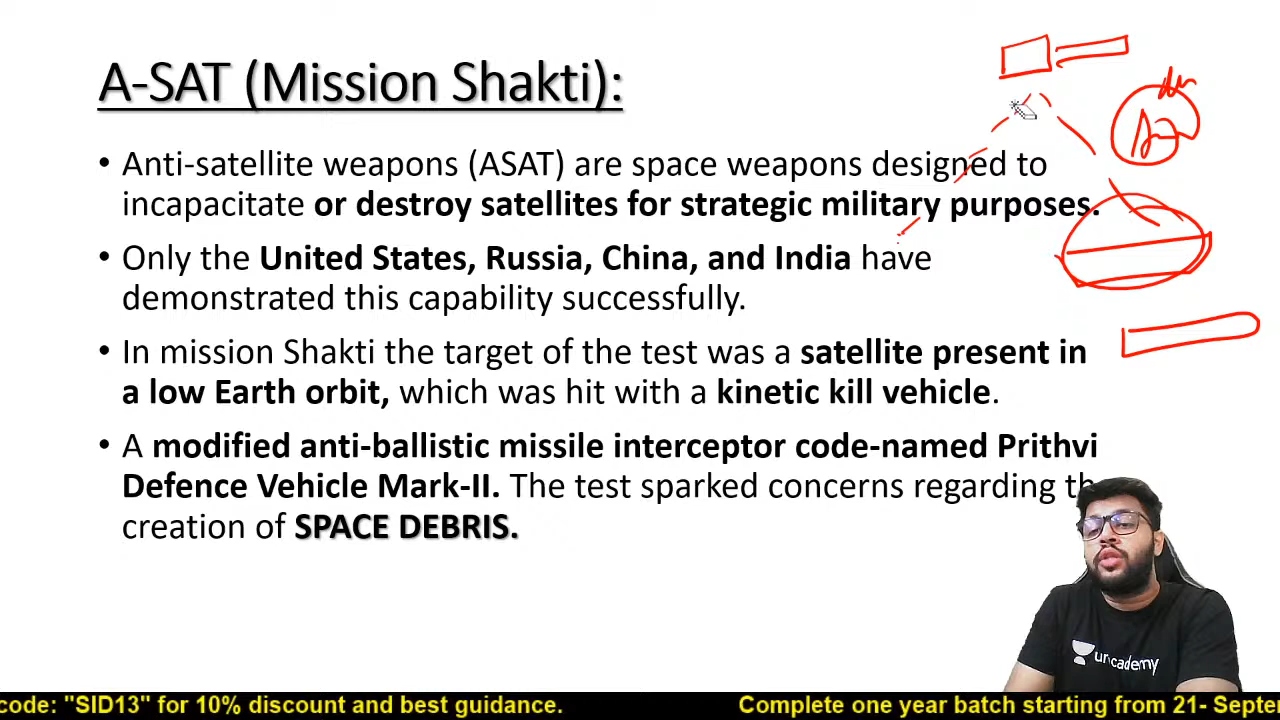 A-SAT (Mission Shakti):
• Anti-satellite weapons (ASAT) are space weapons designed to
incapacitate or destroy satellites for strategic military purposes.
• Only the United States, Russia, China, and India have
demonstrated this capability successfully.
• In mission Shakti the target of the test was a satellite present in
a low Earth orbit, which was hit with a kinetic kill vehicle.
• A modified anti-ballistic missile interceptor code-named Prithvi
Defence Vehicle Mark-II. The test sparked concerns regarding th
creation of SPACE DEBRIS.
unacademy
code: "SID13" for 10% discount and best guidance.
Complete one year batch starting from 21- Septe